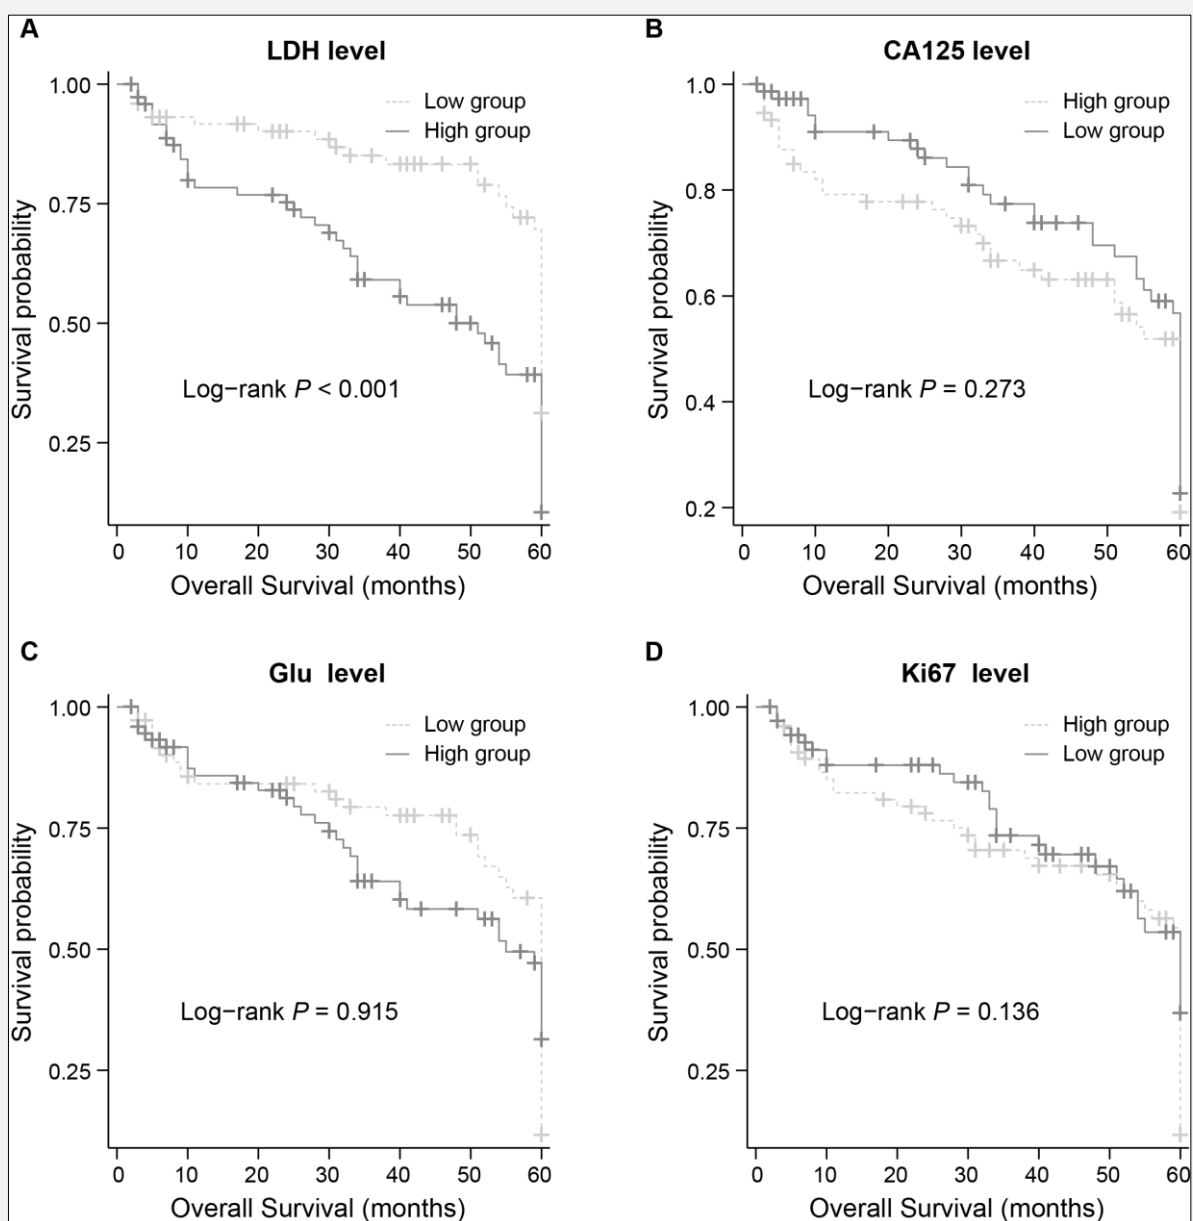 A
LDH level
1.00
0.75
0.50
0.25
Survival probability
Low group
High group
Log−rank P < 0.001
0 10 20 30 40 50 60
Overall Survival (months)
B
CA125 level
1.0
0.8
0.6
0.4
0.2
Survival probability
High group
Low group
Log−rank P = 0.273
0 10 20 30 40 50 60
Overall Survival (months)
C
Glu level
1.00
0.75
0.50
0.25
Survival probability
Low group
High group
Log−rank P = 0.915
0 10 20 30 40 50 60
Overall Survival (months)
D
Ki67 level
1.00
0.75
0.50
0.25
Survival probability
High group
Low group
Log−rank P = 0.136
0 10 20 30 40 50 60
Overall Survival (months)